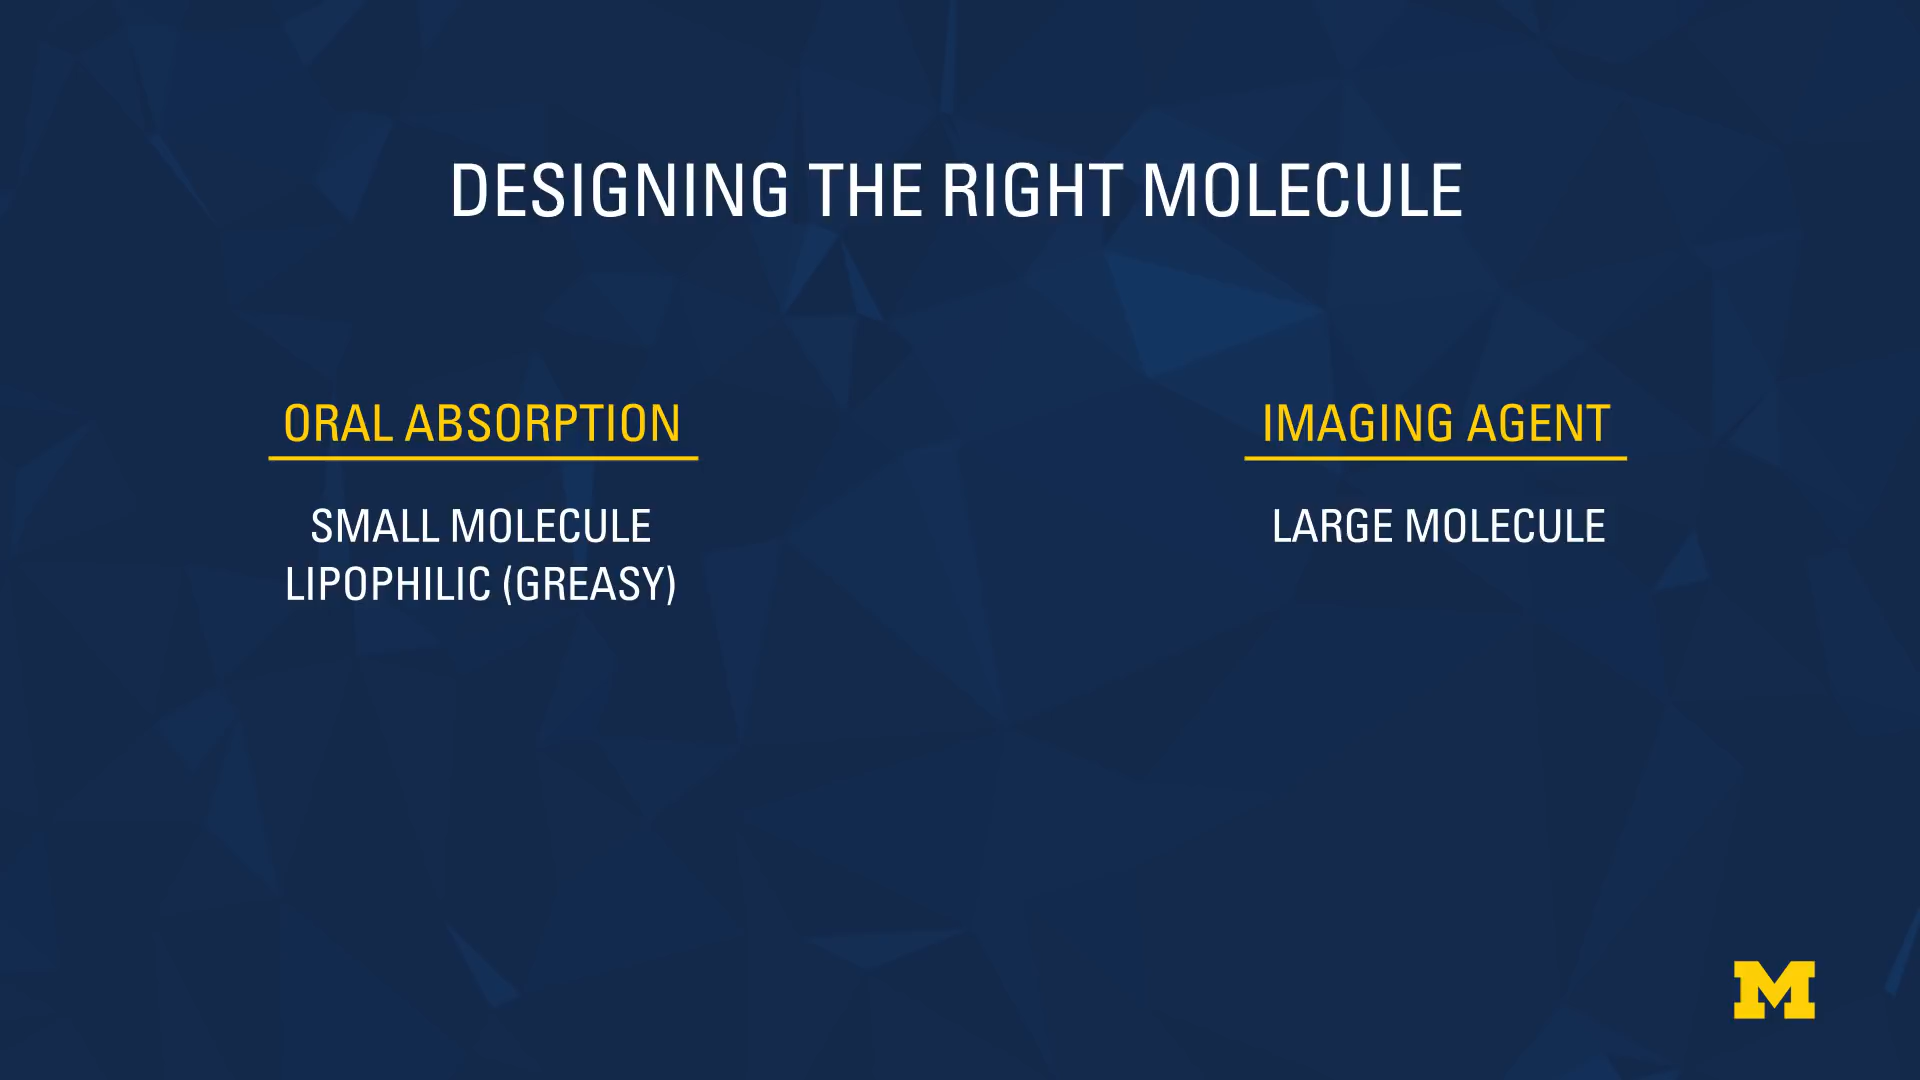 DESIGNING THE RIGHT MOLECULE
ORAL ABSORPTION
SMALL MOLECULE
LIPOPHILIC (GREASY)
IMAGING AGENT
LARGE MOLECULE
M